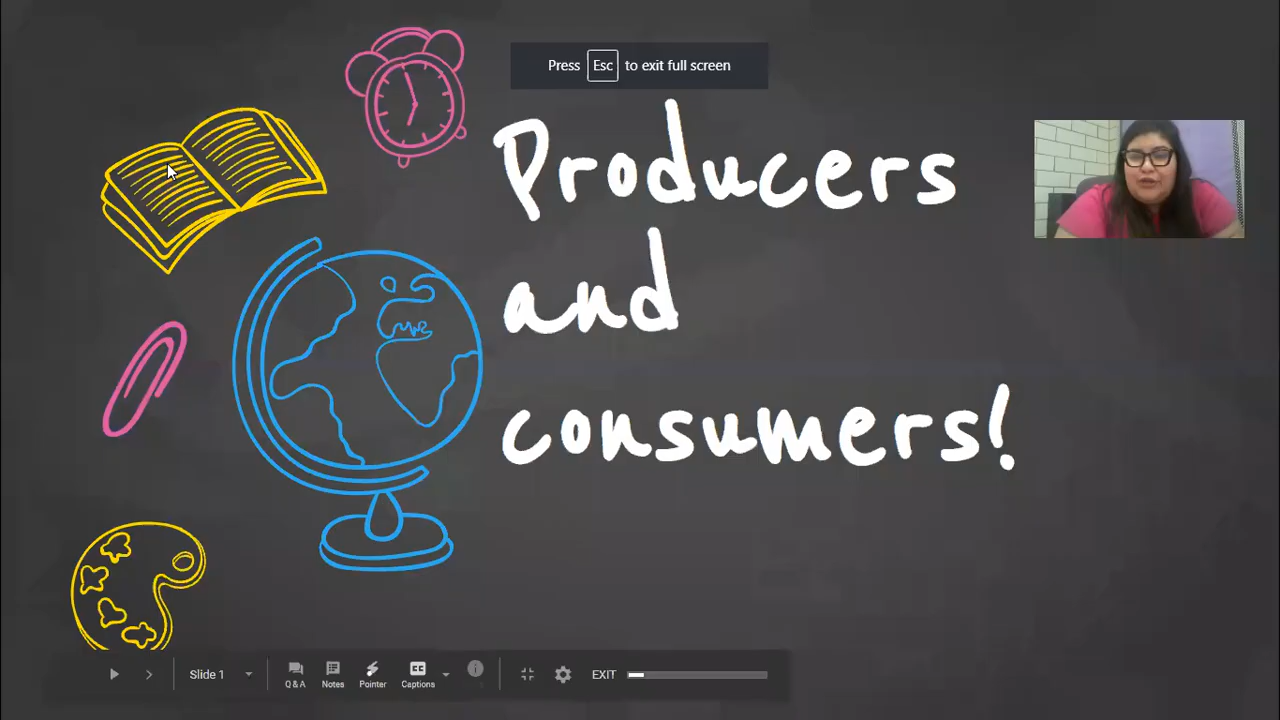 Press Esc to exit full screen
Producers
and
consumers!
Slide 1
Q & A
Notes
Pointer
Captions
EXIT